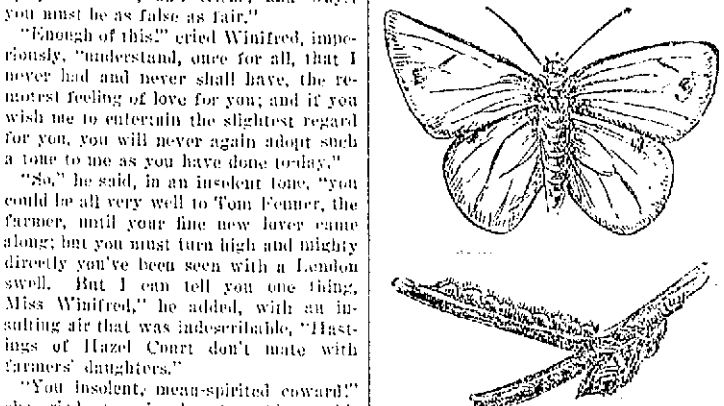 you must be as false as fair."
"Enough of this!" cried Winifred, impe-
riously, "understand, once for all, that I
never had and never shall have, the re-
motest feeling of love for you; and if you
wish me to entertain the slightest regard
for you, you will never again adopt such
a tone to me as you have done to-day."
"So," he said, in an insolent tone, "you
could be all very well to Tom Fenner, the
farmer, until your fine new lover came
along; but you must turn high and mighty
directly you've been seen with a London
swell. But I can tell you one thing,
Miss Winifred," he added, with an in-
sulting air that was indescribable, "Hast-
ings of Hazel Court don't mate with
farmers' daughters."
"You insolent, mean-spirited coward!"